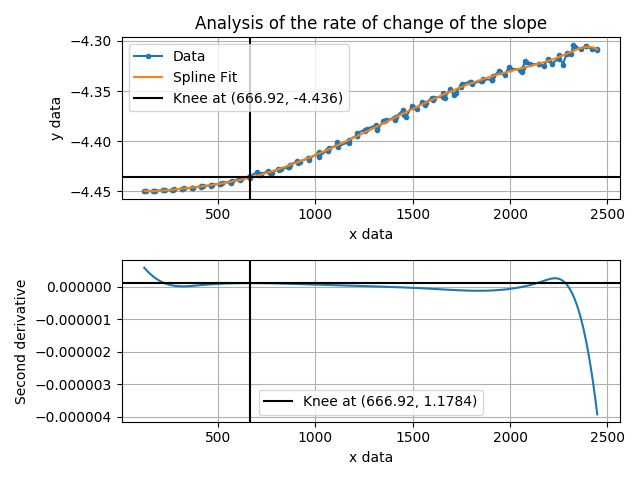 Analysis of the rate of change of the slope
−4.30
−4.35
−4.40
−4.45
y data
Data
Spline Fit
Knee at (666.92, -4.436)
500
1000
1500
2000
2500
x data
0.000000
−0.000001
−0.000002
−0.000003
−0.000004
Second derivative
Knee at (666.92, 1.1784)
500
1000
1500
2000
2500
x data